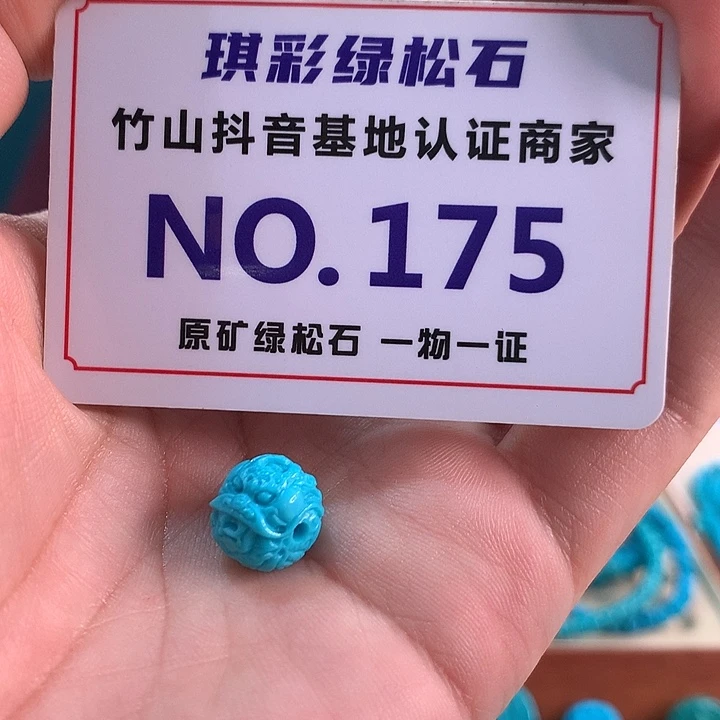 琪彩绿松石
竹山抖音基地认证商家
NO.175
原矿绿松石 一物一证